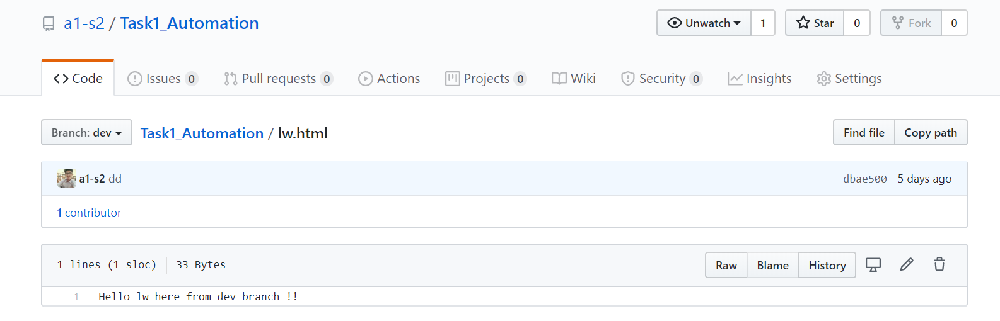 a1-s2 / Task1_Automation
Unwatch 1 Star 0 Fork 0
Code Issues 0 Pull requests 0 Actions Projects 0 Wiki Security 0 Insights Settings
Branch: dev Task1_Automation / lw.html Find file Copy path
a1-s2 dd dbae500 5 days ago
1 contributor
1 lines (1 sloc) 33 Bytes Raw Blame History
1 Hello lw here from dev branch !!